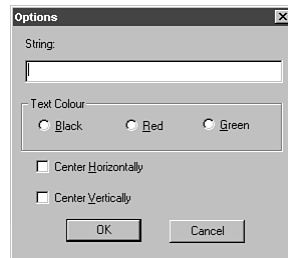 Options
String:
Text Colour
Black Red Green
Center Horizontally
Center Vertically
OK Cancel